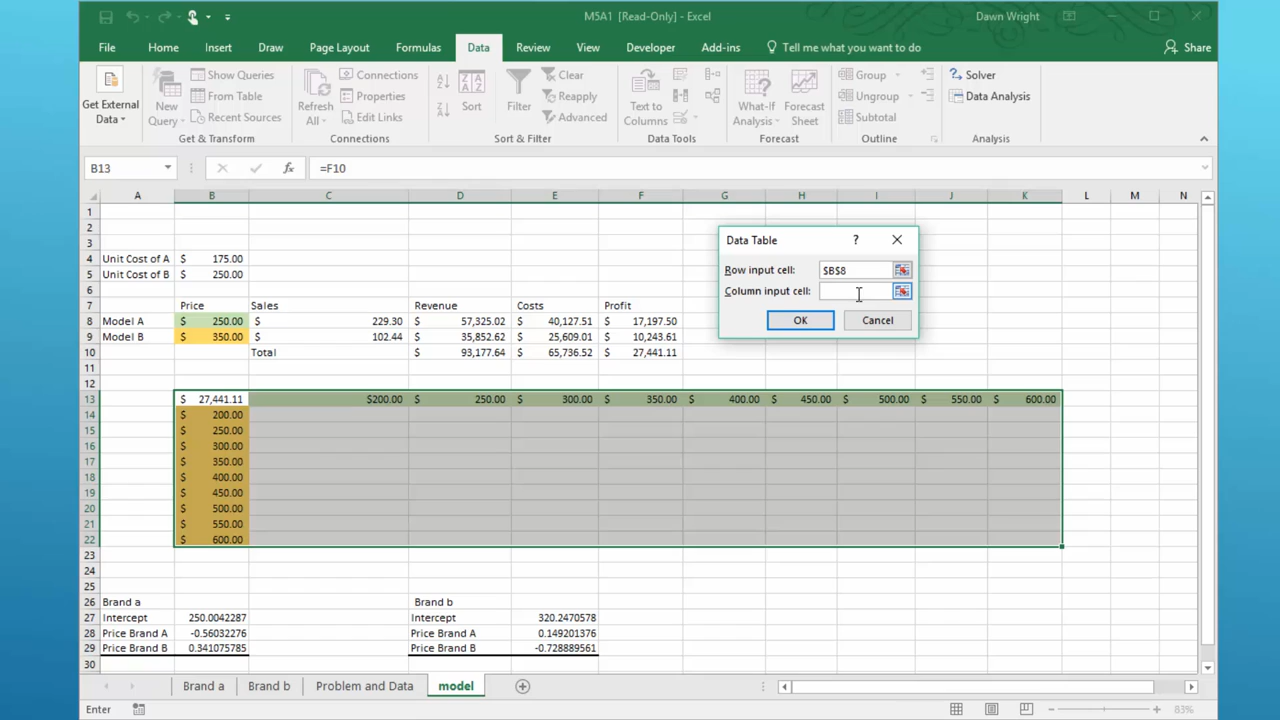 M5A1 [Read-Only] - Excel
Dawn Wright
File Home Insert Draw Page Layout Formulas Data Review View Developer Add-ins Tell me what you want to do Share
Get External Data
New Query
Show Queries
From Table
Recent Sources
Get & Transform
Refresh All
Connections
Properties
Edit Links
Connections
Sort
Filter
Clear
Reapply
Advanced
Sort & Filter
Text to Columns
Data Tools
What-If Analysis
Forecast Sheet
Forecast
Group
Ungroup
Subtotal
Outline
Solver
Data Analysis
Analysis
B13 fx =F10
A B C D E F G H I J K L M N
1
2
3
4 Unit Cost of A $ 175.00
5 Unit Cost of B $ 250.00
6
7 Price Sales Revenue Costs Profit
8 Model A $ 250.00 $ 229.30 $ 57,325.02 $ 40,127.51 $ 17,197.50
9 Model B $ 350.00 $ 102.44 $ 35,852.62 $ 25,609.01 $ 10,243.61
10 Total $ 93,177.64 $ 65,736.52 $ 27,441.11
11
12
13 $ 27,441.11 $200.00 $ 250.00 $ 300.00 $ 350.00 $ 400.00 $ 450.00 $ 500.00 $ 550.00 $ 600.00
14 $ 200.00
15 $ 250.00
16 $ 300.00
17 $ 350.00
18 $ 400.00
19 $ 450.00
20 $ 500.00
21 $ 550.00
22 $ 600.00
23
24
25
26 Brand a Brand b
27 Intercept 250.0042287 Intercept 320.2470578
28 Price Brand A -0.56032276 Price Brand A 0.149201376
29 Price Brand B 0.341075785 Price Brand B -0.728889561
30
Data Table ?
Row input cell: $B$8
Column input cell:
OK Cancel
Brand a Brand b Problem and Data model
Enter 83%